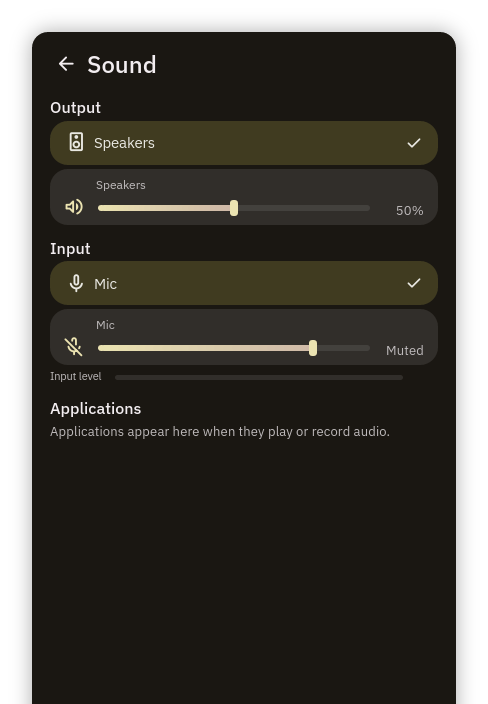 Sound
Output
Speakers
Speakers
50%
Input
Mic
Mic
Muted
Input level
Applications
Applications appear here when they play or record audio.